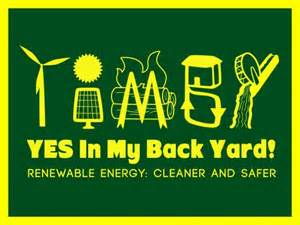 YIMBY
YES In My Back Yard!
RENEWABLE ENERGY: CLEANER AND SAFER